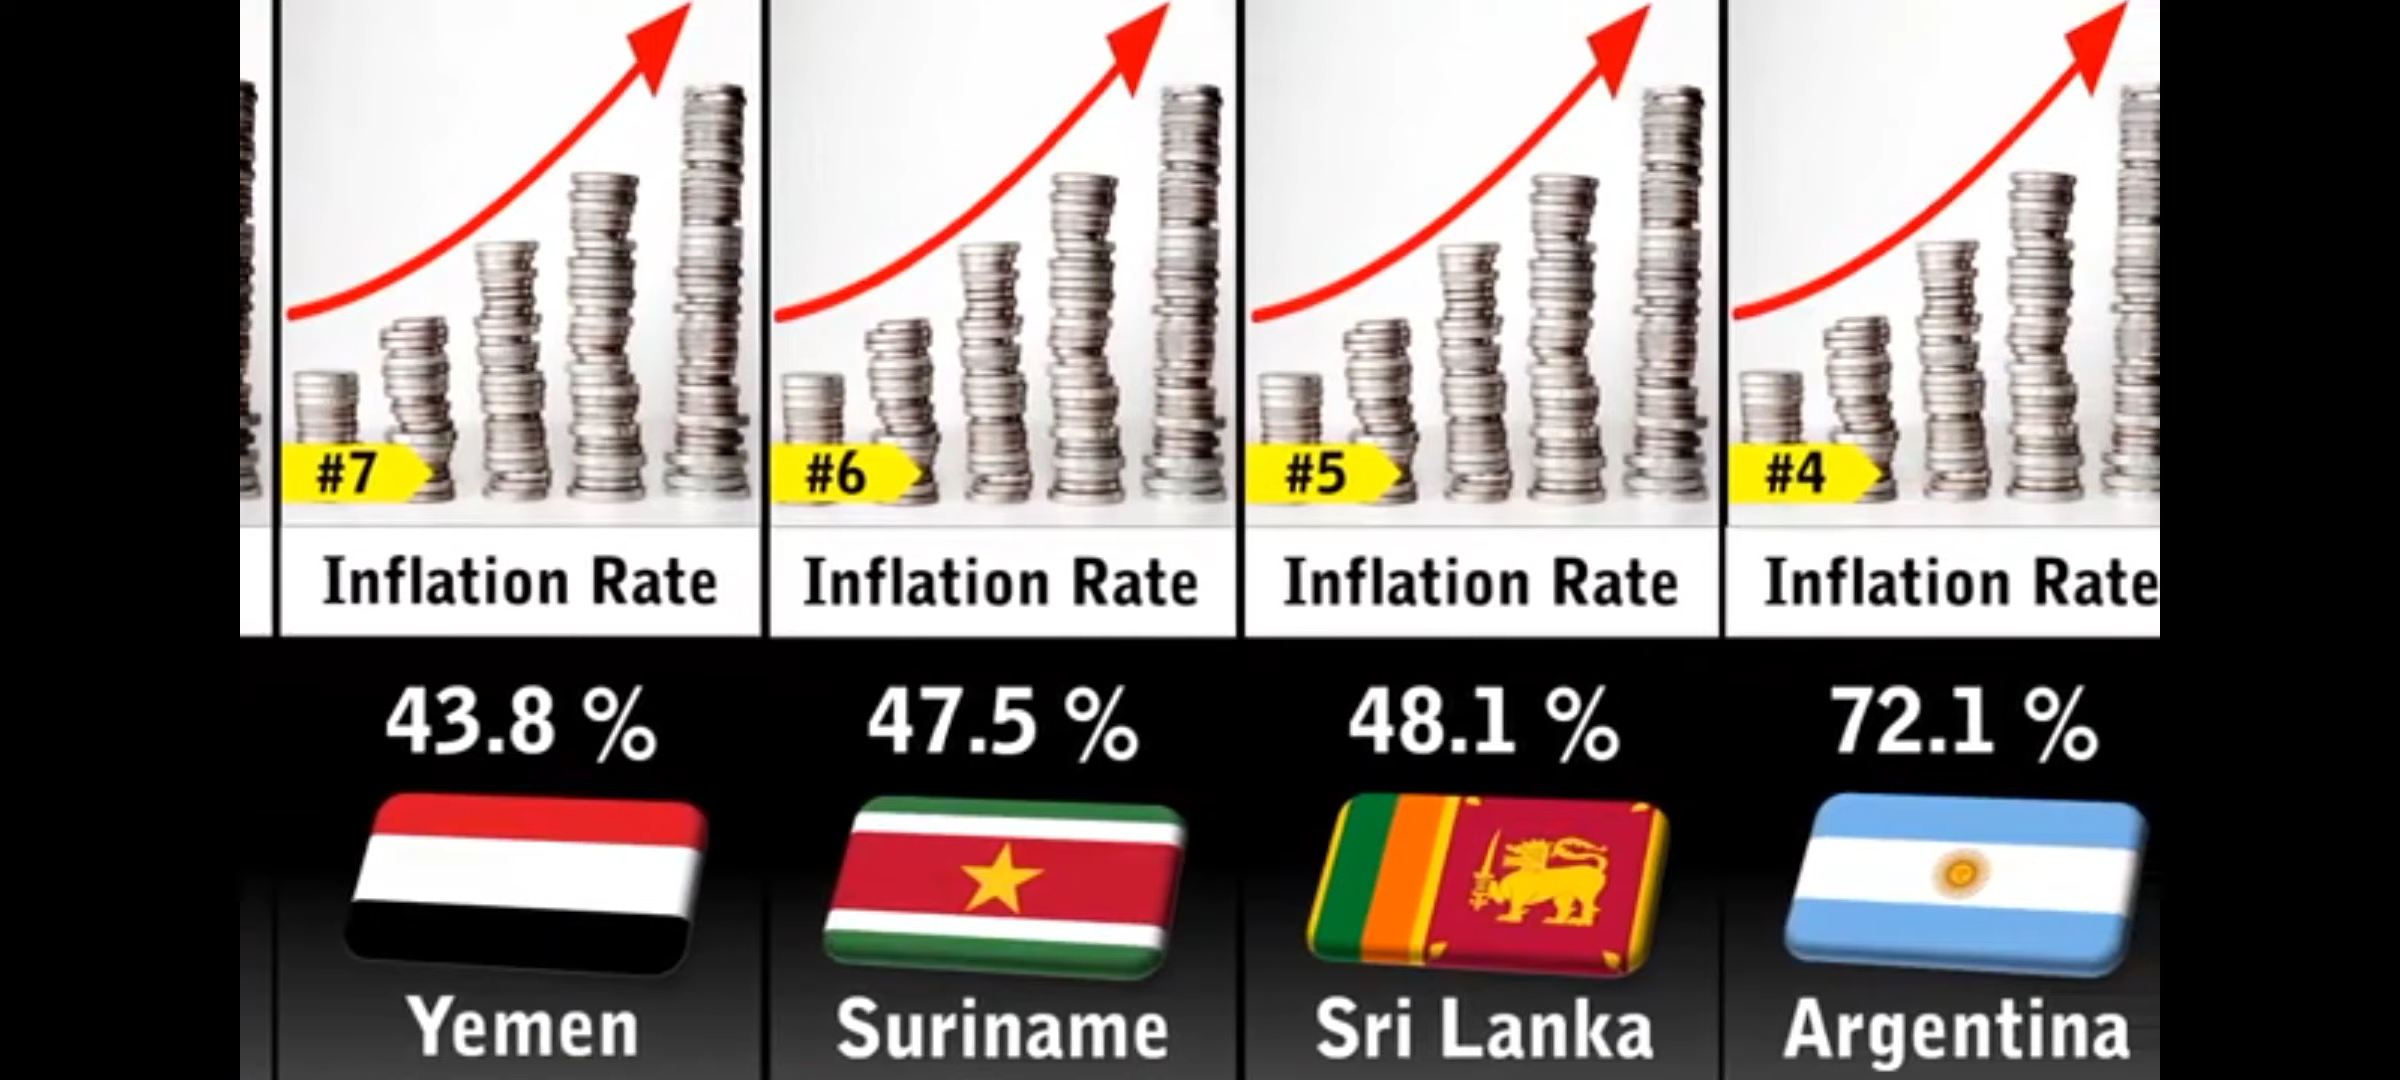 #7
Inflation Rate
43.8 %
Yemen
#6
Inflation Rate
47.5 %
Suriname
#5
Inflation Rate
48.1 %
Sri Lanka
#4
Inflation Rate
72.1 %
Argentina